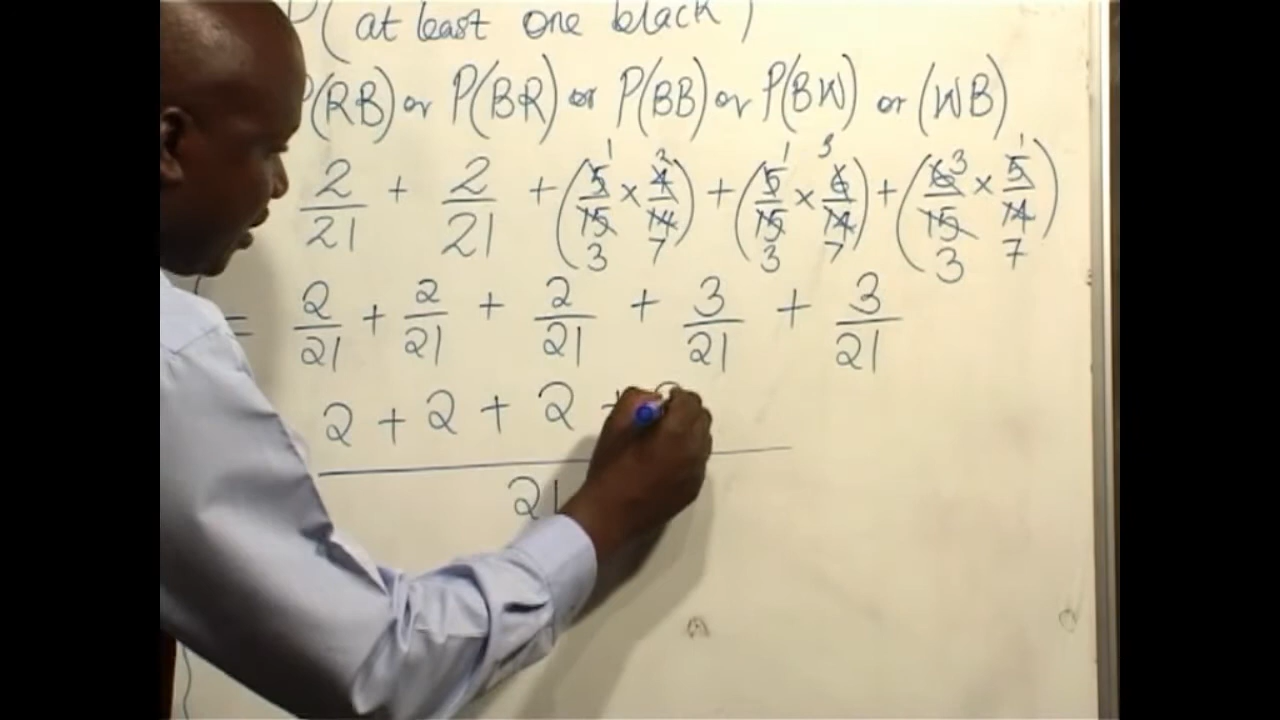 P(at least one black)
P(RB) or P(BR) or P(BB) or P(BW) or (WB)
2/21 + 2/21 + (5/15 × 4/14) + (5/15 × 6/14) + (6/15 × 5/14)
= 2/21 + 2/21 + 2/21 + 3/21 + 3/21
2 + 2 + 2 +
21